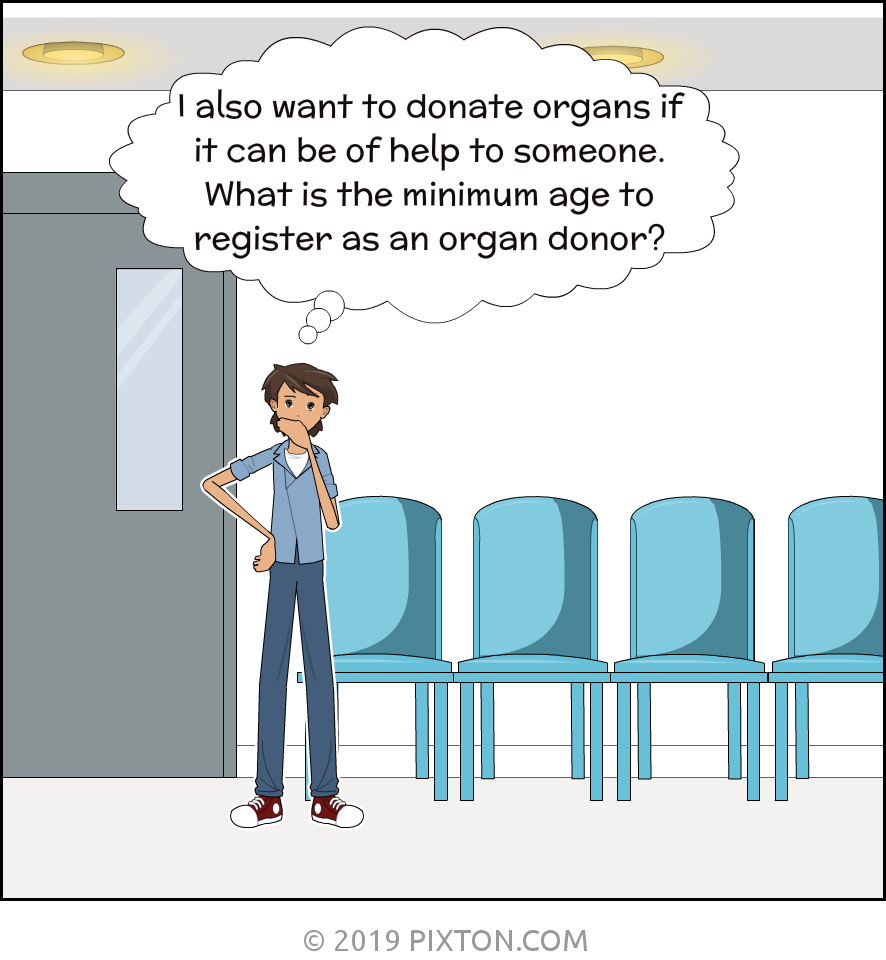 I also want to donate organs if
it can be of help to someone.
What is the minimum age to
register as an organ donor?
© 2019 PIXTON.COM